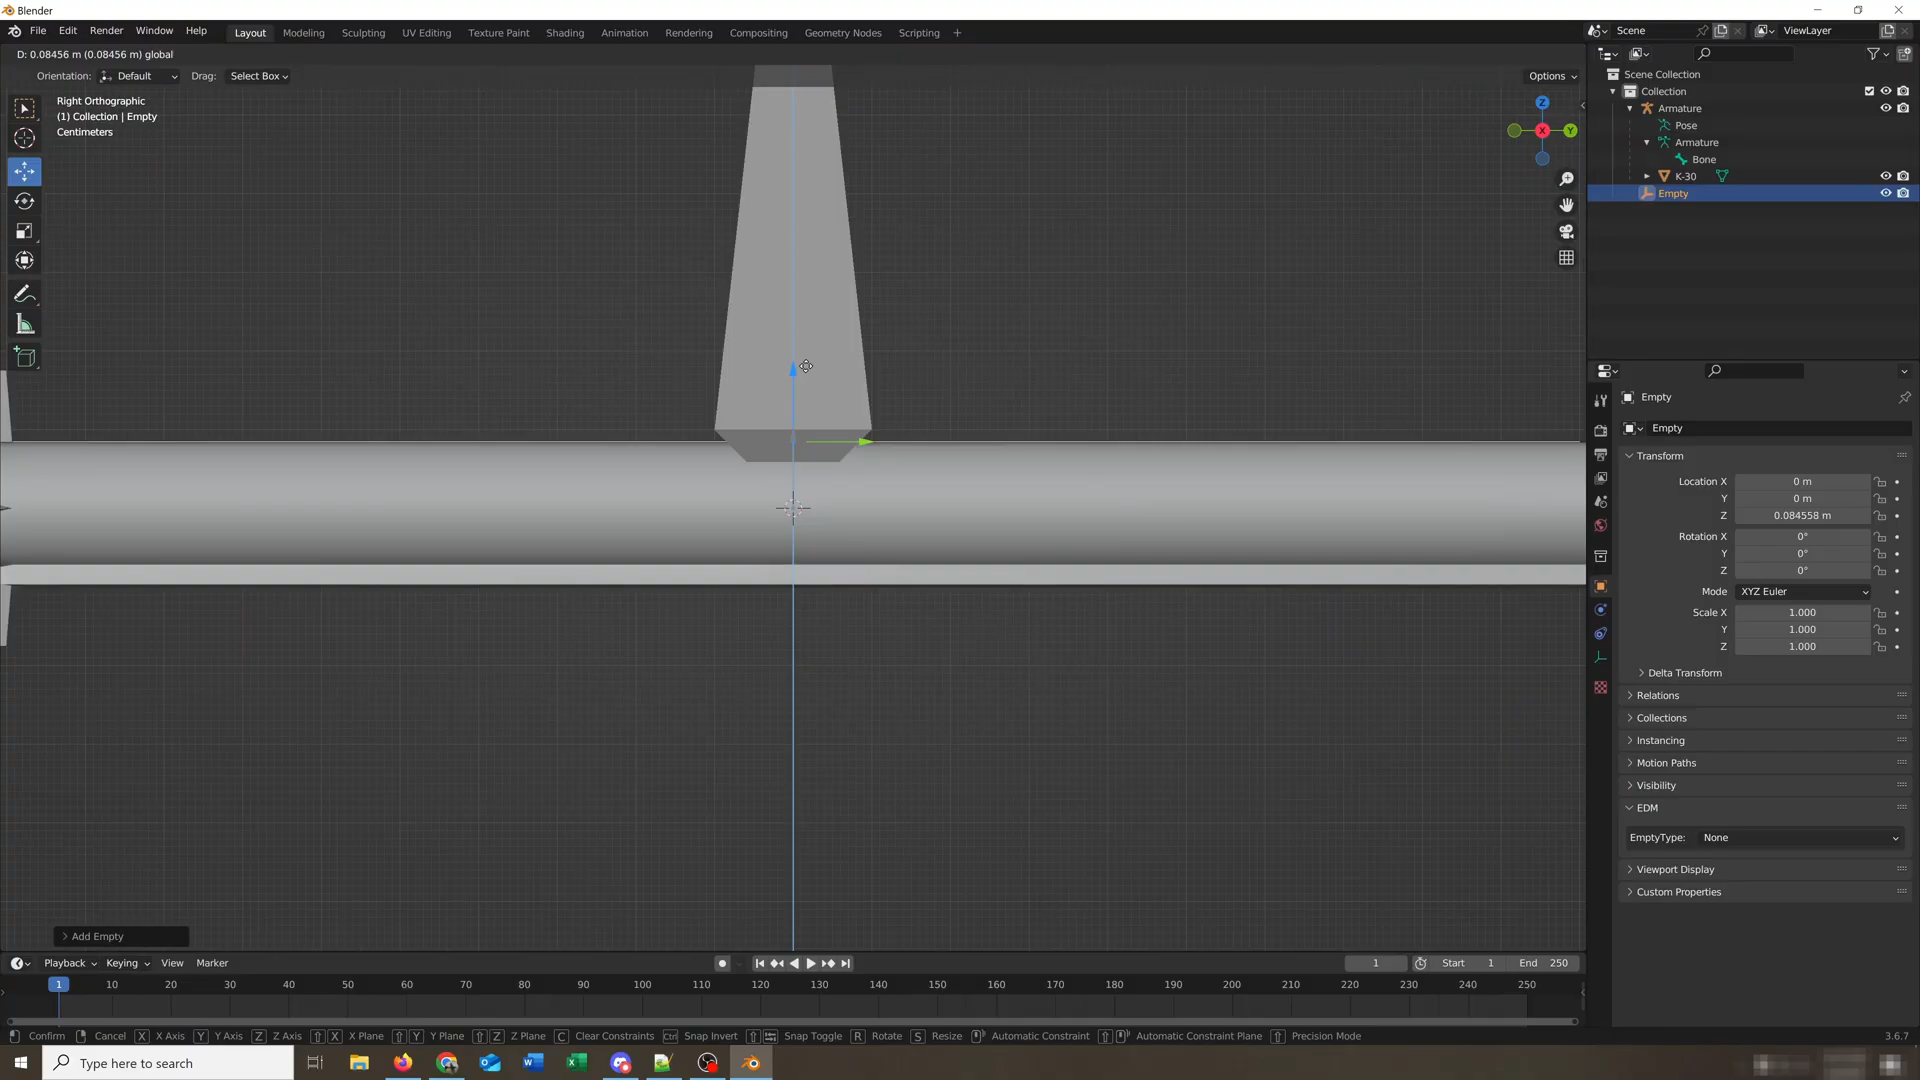 Blender
File Edit Render Window Help Layout Modeling Sculpting UV Editing Texture Paint Shading Animation Rendering Compositing Geometry Nodes Scripting + Scene ViewLayer
D: 0.08456 m (0.08456 m) global
Orientation: Default Drag: Select Box Options
Right Orthographic
(1) Collection | Empty
Centimeters
Z
Y
X
Scene Collection
Collection
Armature
Pose
Armature
Bone
K-30
Empty
Empty
Empty
Transform
Location X 0 m
Y 0 m
Z 0.084558 m
Rotation X 0°
Y 0°
Z 0°
Mode XYZ Euler
Scale X 1.000
Y 1.000
Z 1.000
Delta Transform
Relations
Collections
Instancing
Motion Paths
Visibility
EDM
EmptyType: None
Viewport Display
Custom Properties
Add Empty
Playback Keying View Marker 1 Start 1 End 250
1 10 20 30 40 50 60 70 80 90 100 110 120 130 140 150 160 170 180 190 200 210 220 230 240 250
Confirm Cancel X X Axis Y Y Axis Z Z Axis X X Plane Y Y Plane Z Z Plane C Clear Constraints Ctrl Snap Invert Snap Toggle R Rotate S Resize Automatic Constraint Automatic Constraint Plane Precision Mode 3.6.7
Type here to search